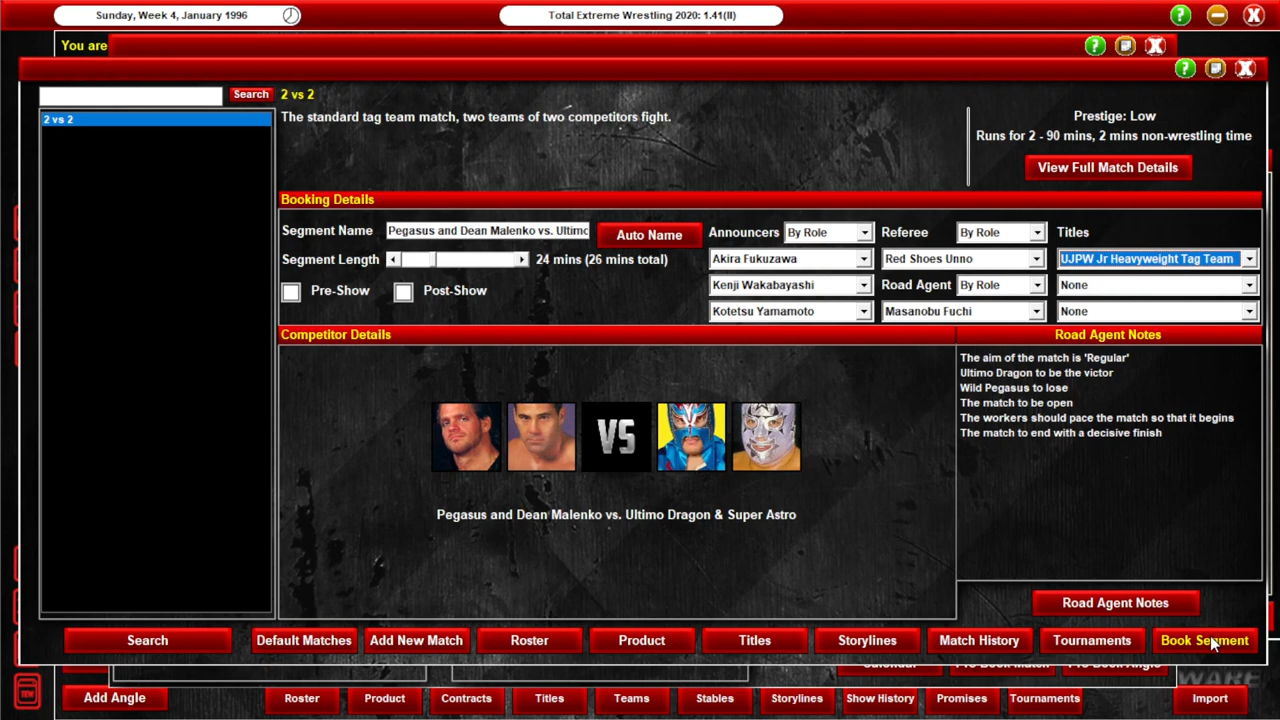 Sunday, Week 4, January 1996
Total Extreme Wrestling 2020: 1.41(II)
You are
Search
2 vs 2
2 vs 2
The standard tag team match, two teams of two competitors fight.
Prestige: Low
Runs for 2 - 90 mins, 2 mins non-wrestling time
View Full Match Details
Booking Details
Segment Name
Pegasus and Dean Malenko vs. Ultimo
Auto Name
Announcers
By Role
Referee
By Role
Titles
Segment Length
24 mins (26 mins total)
Akira Fukuzawa
Red Shoes Unno
UJPW Jr Heavyweight Tag Team
Pre-Show
Post-Show
Kenji Wakabayashi
Road Agent
By Role
None
Kotetsu Yamamoto
Masanobu Fuchi
None
Competitor Details
Road Agent Notes
The aim of the match is 'Regular'
Ultimo Dragon to be the victor
Wild Pegasus to lose
The match to be open
The workers should pace the match so that it begins
The match to end with a decisive finish
VS
Pegasus and Dean Malenko vs. Ultimo Dragon & Super Astro
Road Agent Notes
Search
Default Matches
Add New Match
Roster
Product
Titles
Storylines
Match History
Tournaments
Book Segment
Add Angle
Roster
Product
Contracts
Titles
Teams
Stables
Storylines
Show History
Promises
Tournaments
Import